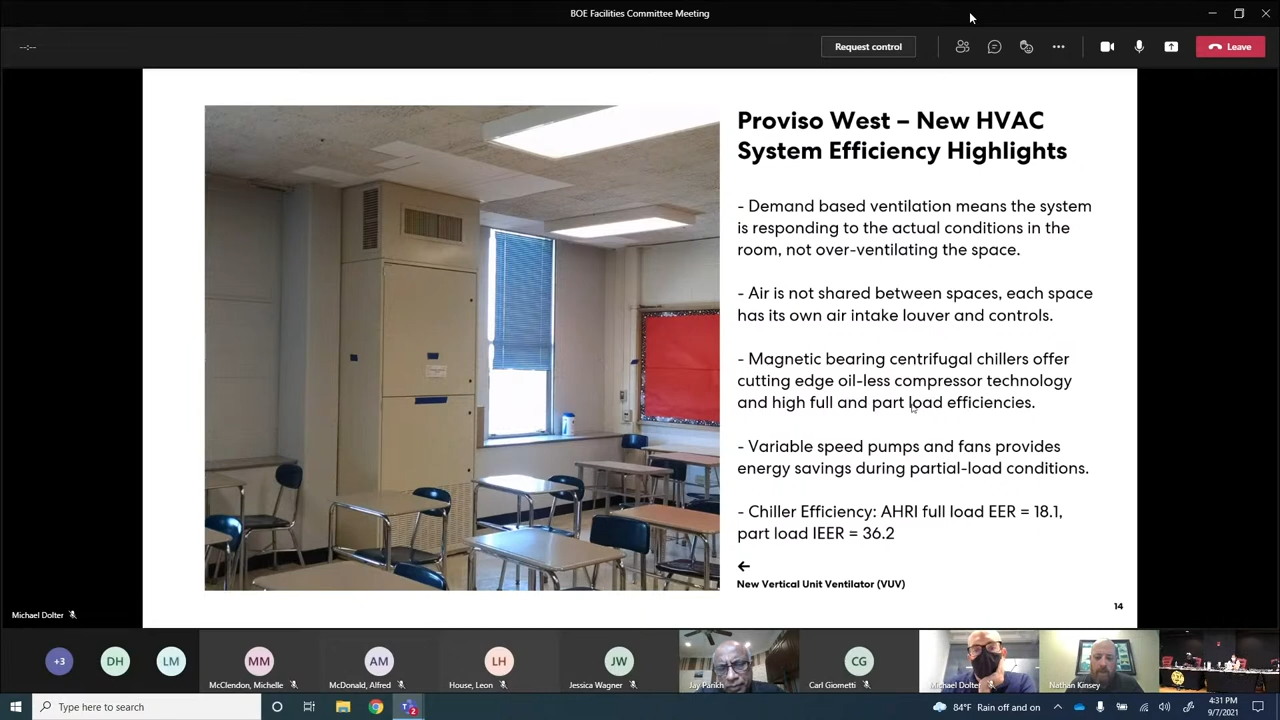 BOE Facilities Committee Meeting
--:--
Request control
Leave
Proviso West – New HVAC
System Efficiency Highlights
- Demand based ventilation means the system
is responding to the actual conditions in the
room, not over-ventilating the space.
- Air is not shared between spaces, each space
has its own air intake louver and controls.
- Magnetic bearing centrifugal chillers offer
cutting edge oil-less compressor technology
and high full and part load efficiencies.
- Variable speed pumps and fans provides
energy savings during partial-load conditions.
- Chiller Efficiency: AHRI full load EER = 18.1,
part load IEER = 36.2
New Vertical Unit Ventilator (VUV)
14
Michael Dolter
+3
DH
LM
MM
AM
LH
JW
CG
McClendon, Michelle
McDonald, Alfred
House, Leon
Jessica Wagner
Jay Parikh
Carl Giometti
Michael Dolter
Nathan Kinsey
Type here to search
2
84°F Rain off and on
4:31 PM
9/7/2021